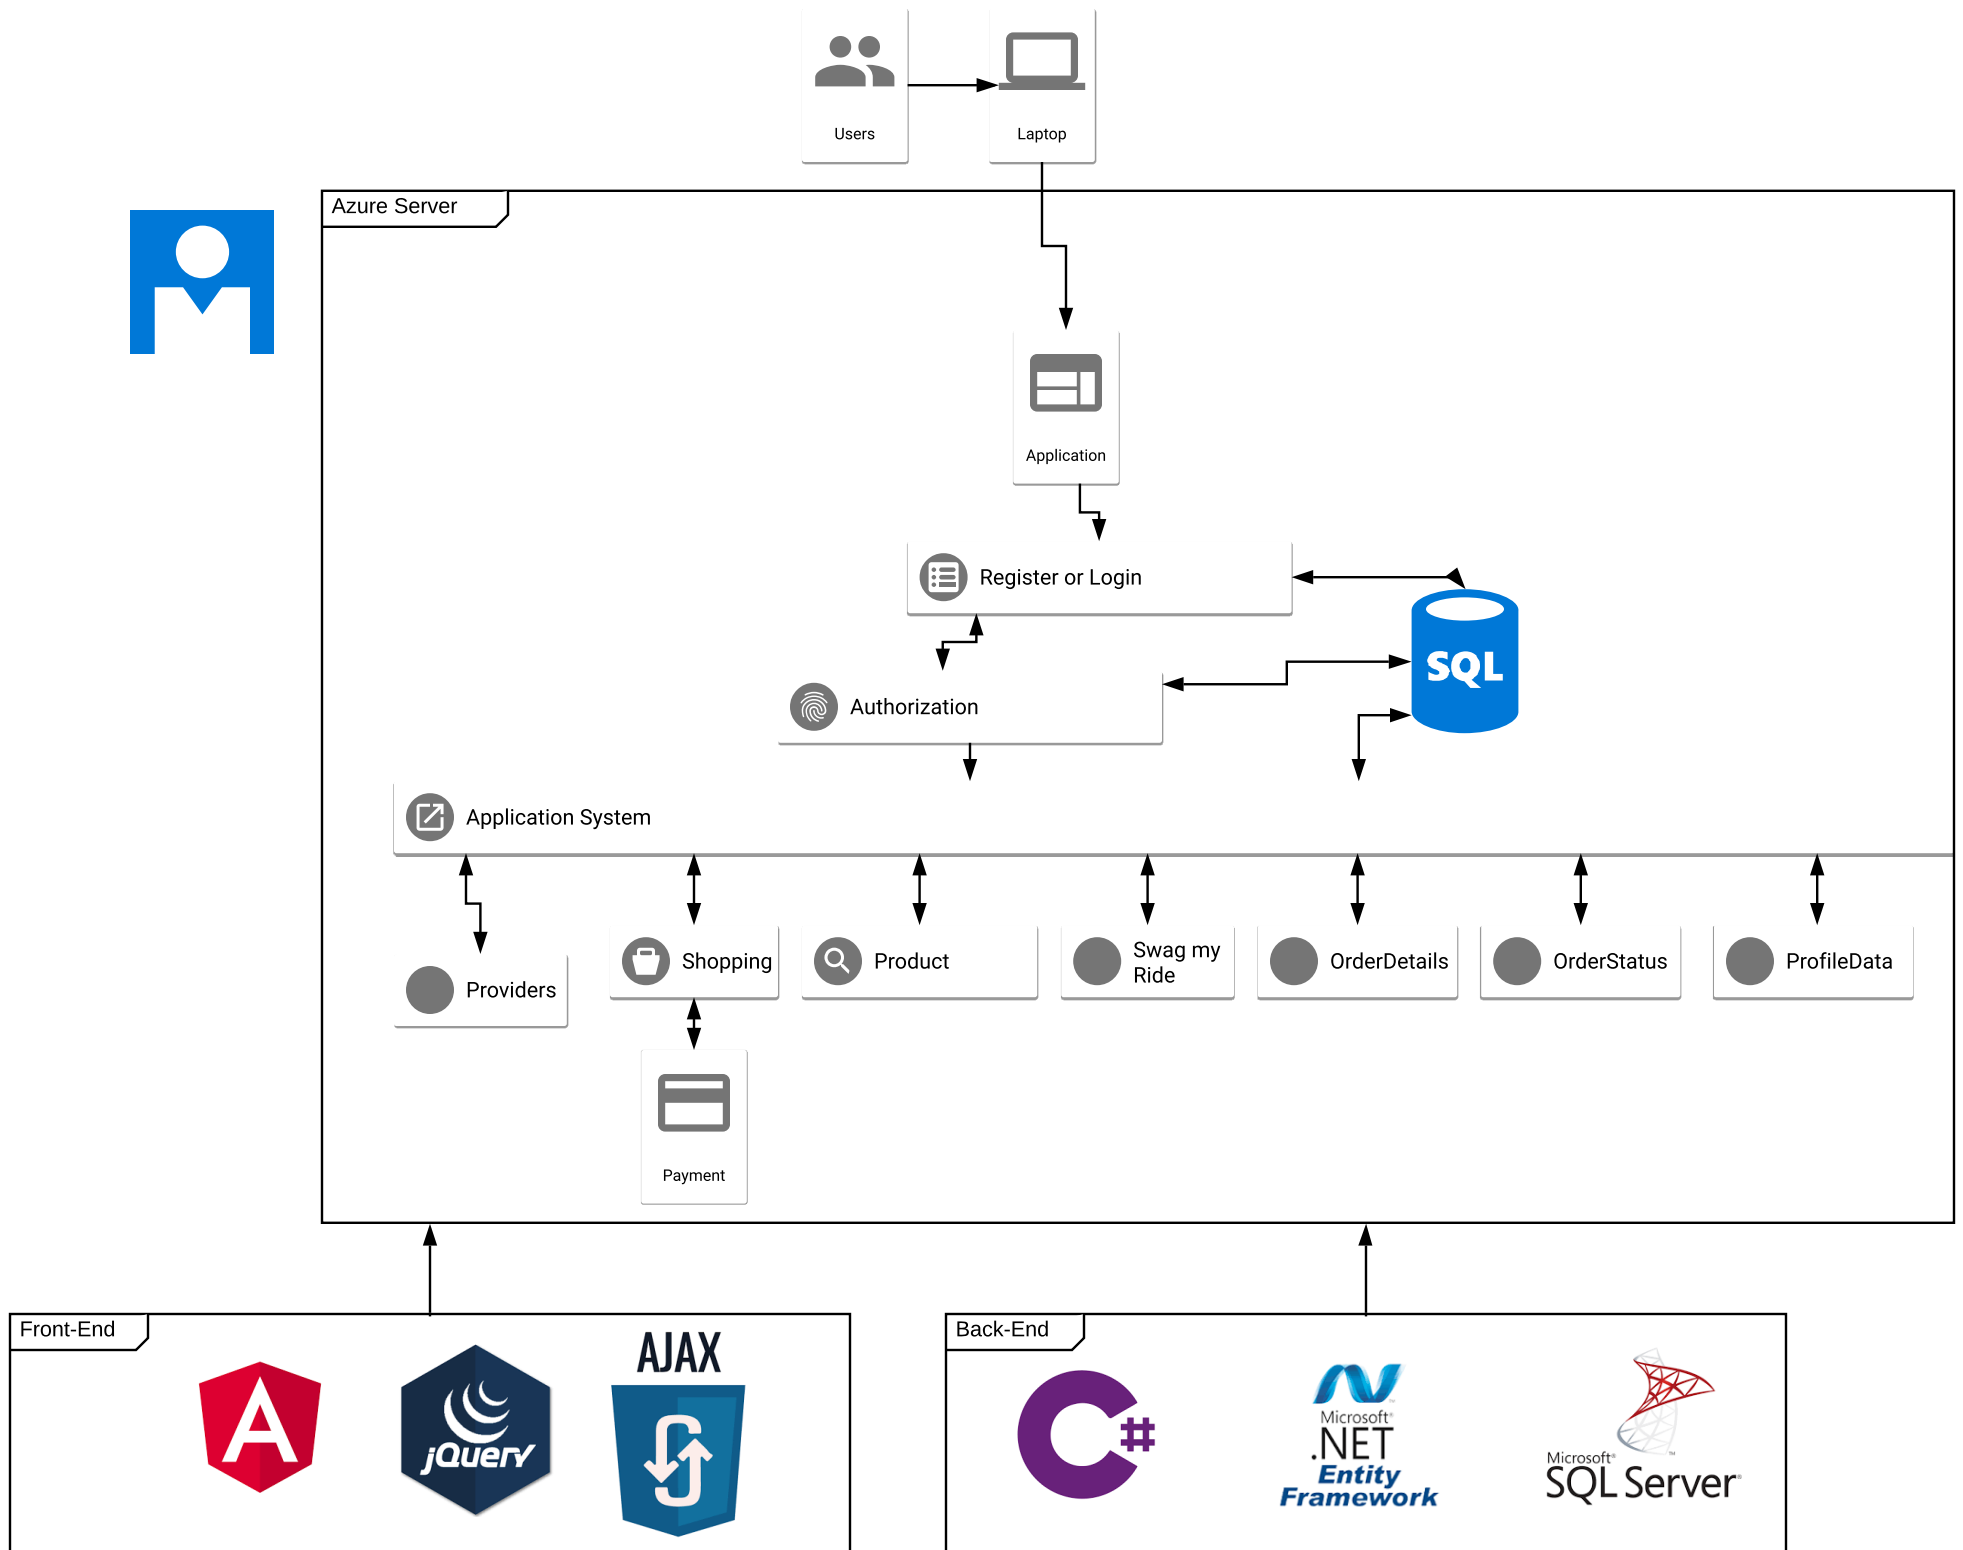 Users
Laptop
Azure Server
Application
Register or Login
SQL
Authorization
Application System
Providers
Shopping
Product
Swag my
Ride
OrderDetails
OrderStatus
ProfileData
Payment
Front-End
AJAX
jQuery
Back-End
C#
Microsoft®
.NET
Entity
Framework
Microsoft®
SQL Server®